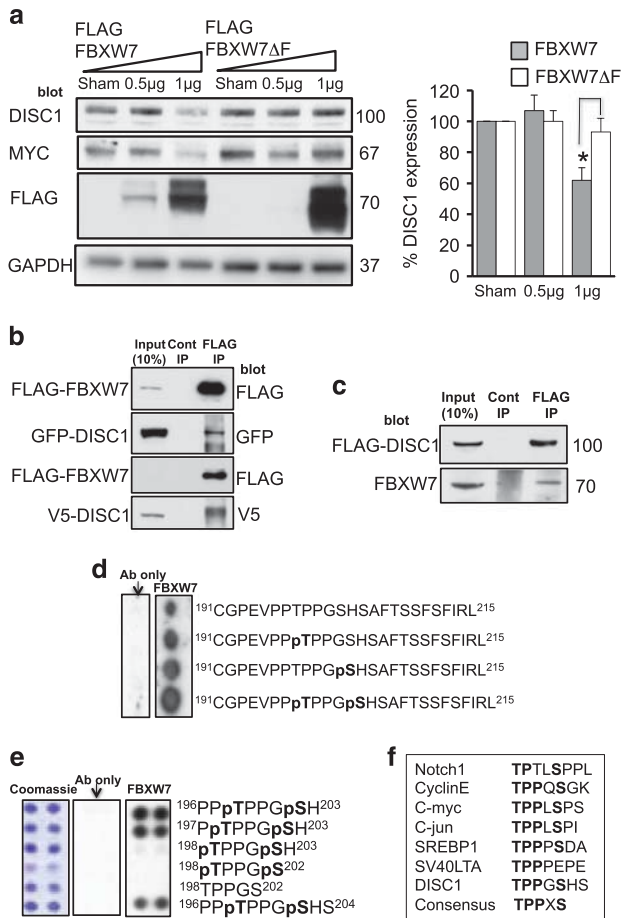 a
FLAG FLAG
FBXW7 FBXW7ΔF
blot Sham 0.5µg 1µg Sham 0.5µg 1µg
DISC1 100
MYC 67
FLAG 70
GAPDH 37
FBXW7
FBXW7ΔF
% DISC1 expression
120
100
80
60
40
20
0
*
Sham 0.5µg 1µg
b
Input (10%) Cont IP FLAG IP
blot
FLAG-FBXW7 FLAG
GFP-DISC1 GFP
FLAG-FBXW7 FLAG
V5-DISC1 V5
c
blot Input (10%) Cont IP FLAG IP
FLAG-DISC1 100
FBXW7 70
d
Ab only FBXW7
191CGPEVPPTPPGSHSAFTSSFSFIRL215
191CGPEVPPpTPPGSHSAFTSSFSFIRL215
191CGPEVPPTPPGpSHSAFTSSFSFIRL215
191CGPEVPPpTPPGpSHSAFTSSFSFIRL215
e
Coomassie Ab only FBXW7
196PPpTPPGpSH203
197PpTPPGpSH203
198pTPPGpSH203
198pTPPGpS202
198TPPGS202
196PPpTPPGpSHS204
f
Notch1 TPTLSPPL
CyclinE TPPQSGK
C-myc TPPLSPS
C-jun TPPLSPI
SREBP1 TPPPSDA
SV40LTA TPPPEPE
DISC1 TPPGSHS
Consensus TPPXS